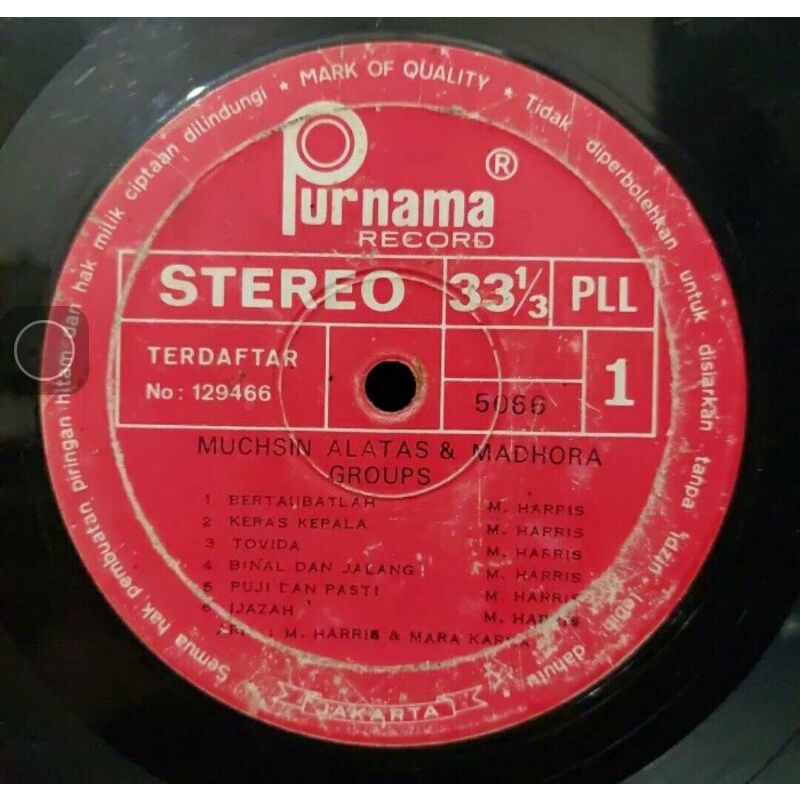 Semua hak pembuatan piringan hitam dan hak milik ciptaan dilindungi ★ MARK OF QUALITY ★ Tidak diperbolehkan untuk disiarkan tanpa idzin lebih dahulu
Purnama ®
RECORD
STEREO 33 1/3 PLL
TERDAFTAR
No: 129466
5066
1
MUCHSIN ALATAS & MADHORA
GROUPS
1 BERTAUBATLAH M. HARRIS
2 KERAS KEPALA M. HARRIS
3 TOVIDA M. HARRIS
4 BINAL DAN JALANG M. HARRIS
5 PUJI DAN PASTI M. HARRIS
6 IJAZAH M. HARRIS
: M. HARRIS & MARA KARMA
JAKARTA